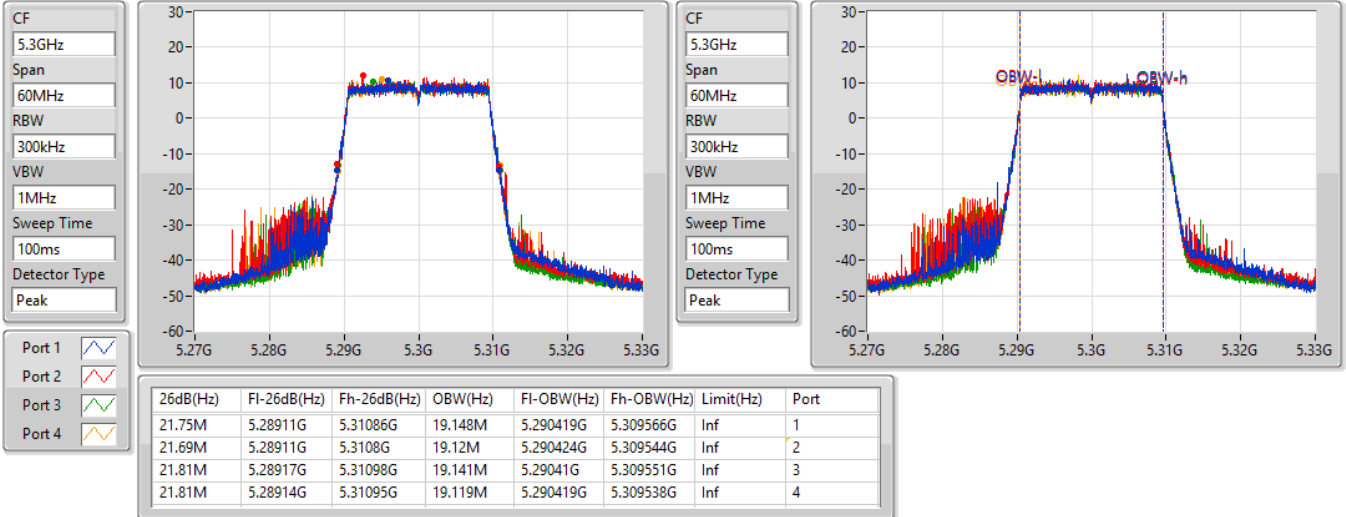 CF
5.3GHz
Span
60MHz
RBW
300kHz
VBW
1MHz
Sweep Time
100ms
Detector Type
Peak
30
20
10
0
-10
-20
-30
-40
-50
-60
5.27G 5.28G 5.29G 5.3G 5.31G 5.32G 5.33G
CF
5.3GHz
Span
60MHz
RBW
300kHz
VBW
1MHz
Sweep Time
100ms
Detector Type
Peak
30
20
10
0
-10
-20
-30
-40
-50
-60
OBW-l OBW-h
5.27G 5.28G 5.29G 5.3G 5.31G 5.32G 5.33G
Port 1
Port 2
Port 3
Port 4
26dB(Hz) Fl-26dB(Hz) Fh-26dB(Hz) OBW(Hz) Fl-OBW(Hz) Fh-OBW(Hz) Limit(Hz) Port
21.75M 5.28911G 5.31086G 19.148M 5.290419G 5.309566G Inf 1
21.69M 5.28911G 5.3108G 19.12M 5.290424G 5.309544G Inf 2
21.81M 5.28917G 5.31098G 19.141M 5.29041G 5.309551G Inf 3
21.81M 5.28914G 5.31095G 19.119M 5.290419G 5.309538G Inf 4